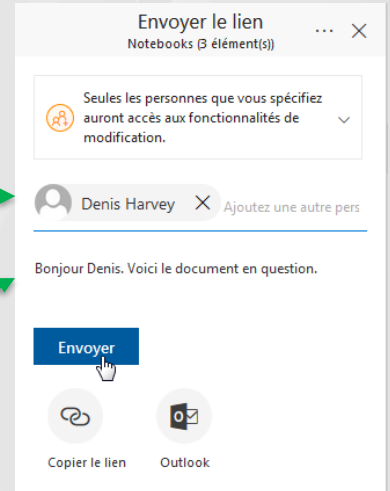 Envoyer le lien
Notebooks (3 élément(s))
Seules les personnes que vous spécifiez
auront accès aux fonctionnalités de
modification.
Denis Harvey
Ajoutez une autre pers
Bonjour Denis. Voici le document en question.
Envoyer
Copier le lien
Outlook